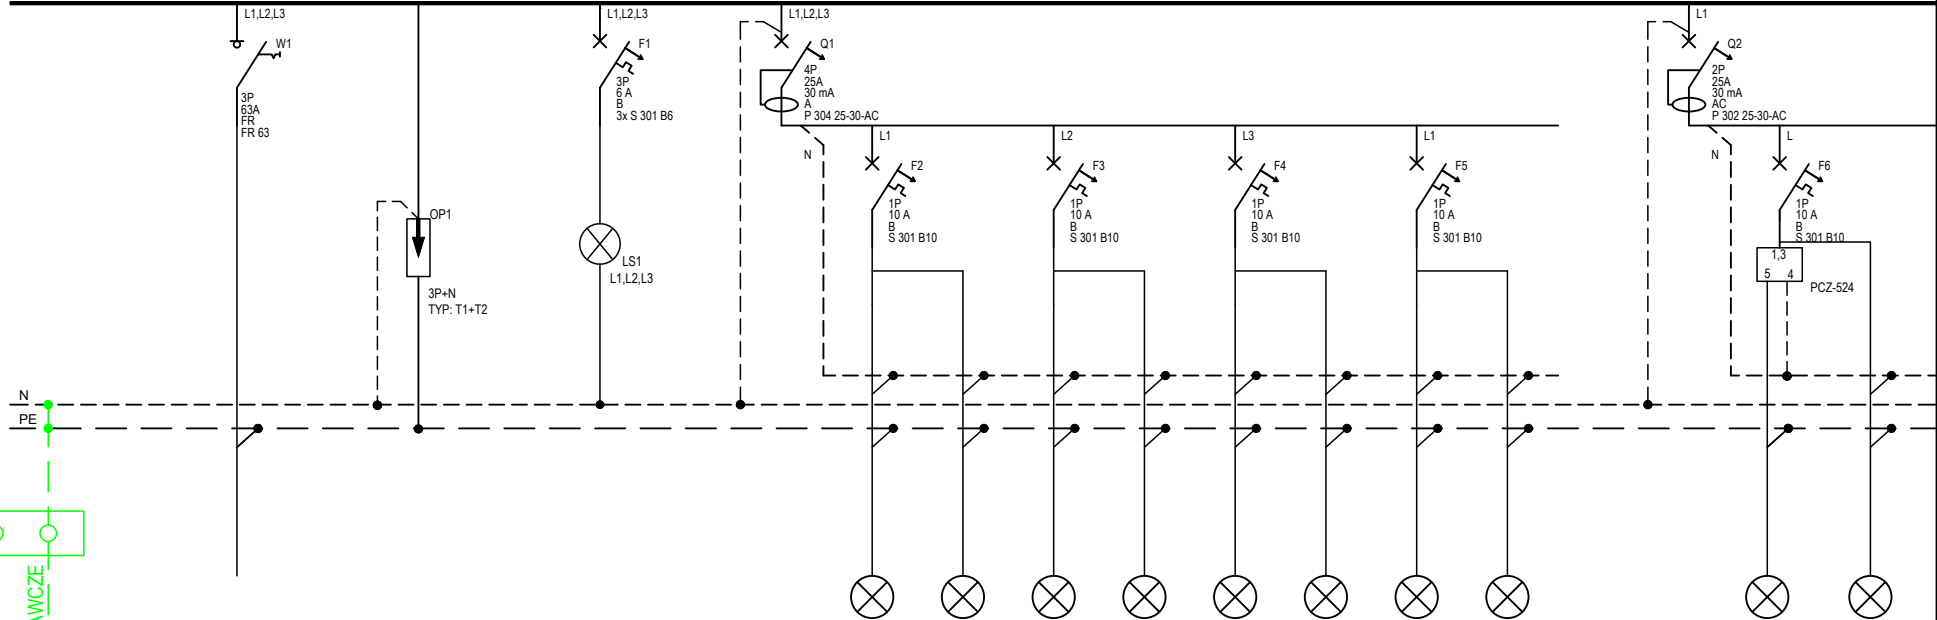 L1,L2,L3
W1
3P
63A
FR
FR 63
OP1
3P+N
TYP: T1+T2
L1,L2,L3
F1
3P
6 A
B
3x S 301 B6
LS1
L1,L2,L3
L1,L2,L3
Q1
4P
25A
30 mA
A
P 304 25-30-AC
N
L1
F2
1P
10 A
B
S 301 B10
L2
F3
1P
10 A
B
S 301 B10
L3
F4
1P
10 A
B
S 301 B10
L1
F5
1P
10 A
B
S 301 B10
L1
Q2
2P
25A
30 mA
AC
P 302 25-30-AC
N
L
F6
1P
10 A
B
S 301 B10
1,3
5 4
PCZ-524
N
PE
AWCZE